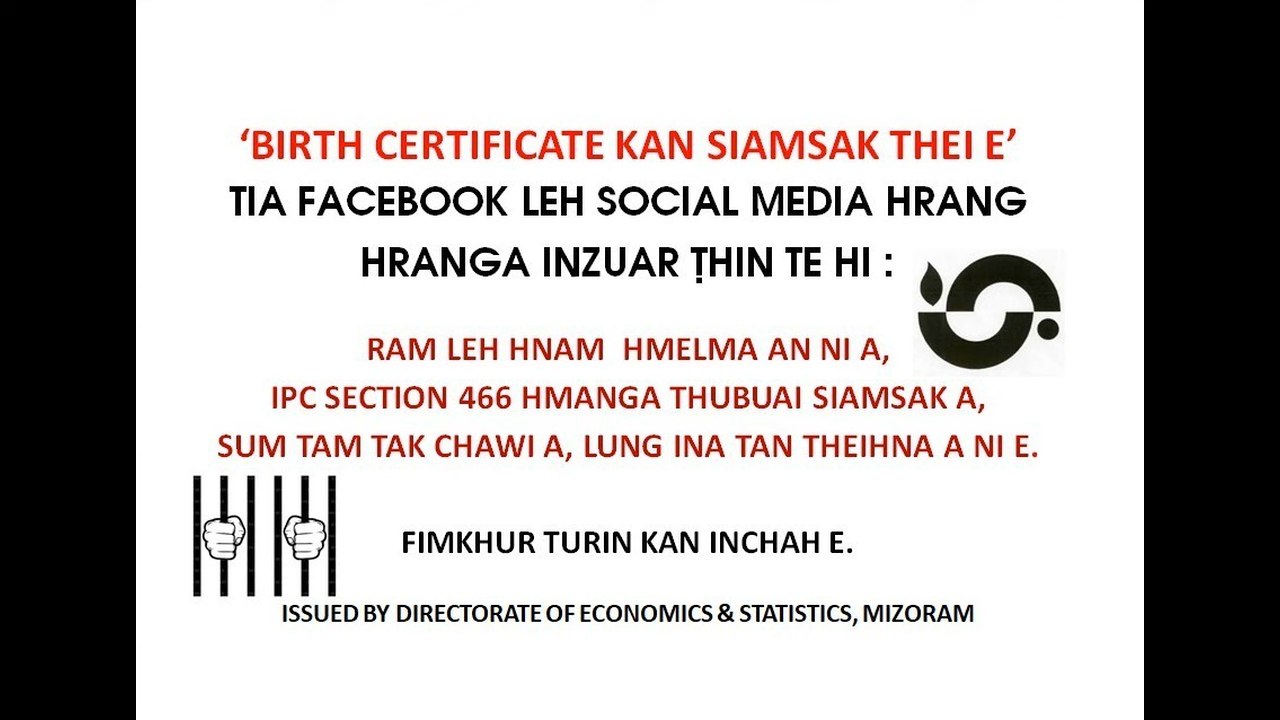 ‘BIRTH CERTIFICATE KAN SIAMSAK THEI E’
TIA FACEBOOK LEH SOCIAL MEDIA HRANG
HRANGA INZUAR ṬHIN TE HI :
RAM LEH HNAM HMELMA AN NI A,
IPC SECTION 466 HMANGA THUBUAI SIAMSAK A,
SUM TAM TAK CHAWI A, LUNG INA TAN THEIHNA A NI E.
FIMKHUR TURIN KAN INCHAH E.
ISSUED BY DIRECTORATE OF ECONOMICS & STATISTICS, MIZORAM